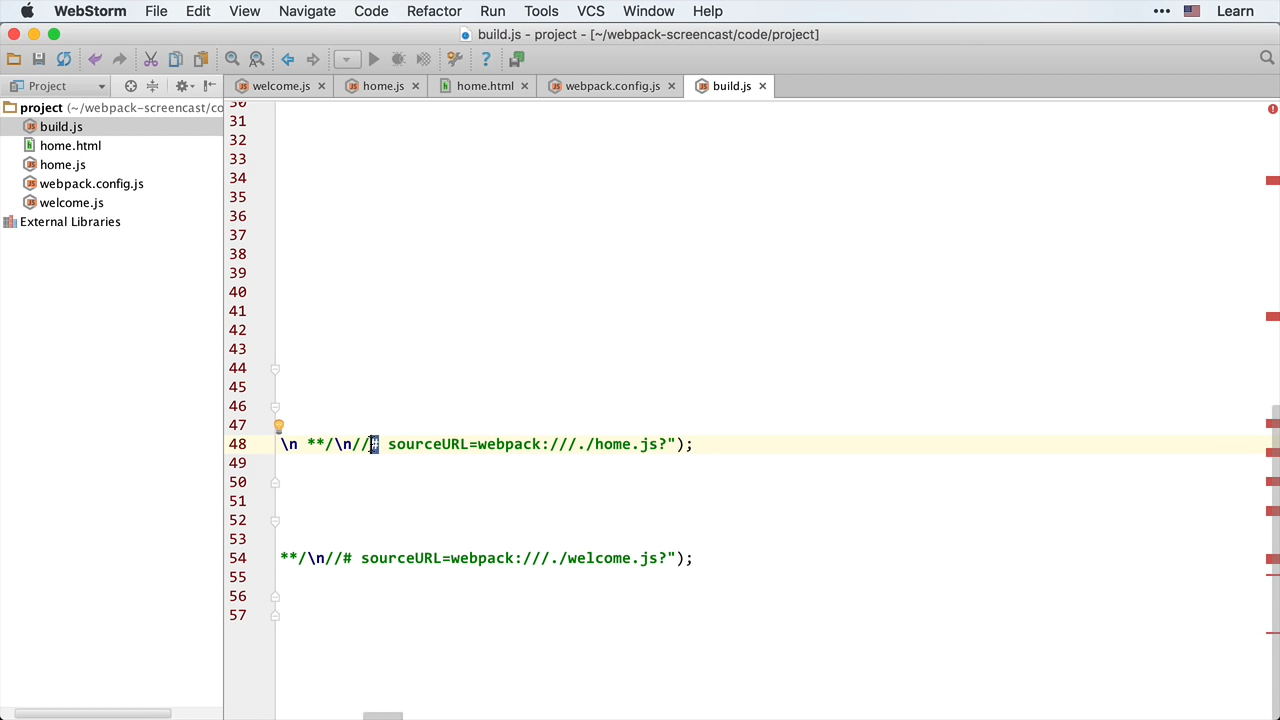 WebStorm File Edit View Navigate Code Refactor Run Tools VCS Window Help ••• Learn
build.js - project - [~/webpack-screencast/code/project]
Project welcome.js home.js home.html webpack.config.js build.js
project (~/webpack-screencast/co
build.js
home.html
home.js
webpack.config.js
welcome.js
External Libraries
30
31
32
33
34
35
36
37
38
39
40
41
42
43
44
45
46
47
48 \n **/\n//# sourceURL=webpack:///./home.js?");
49
50
51
52
53
54 **/\n//# sourceURL=webpack:///./welcome.js?");
55
56
57